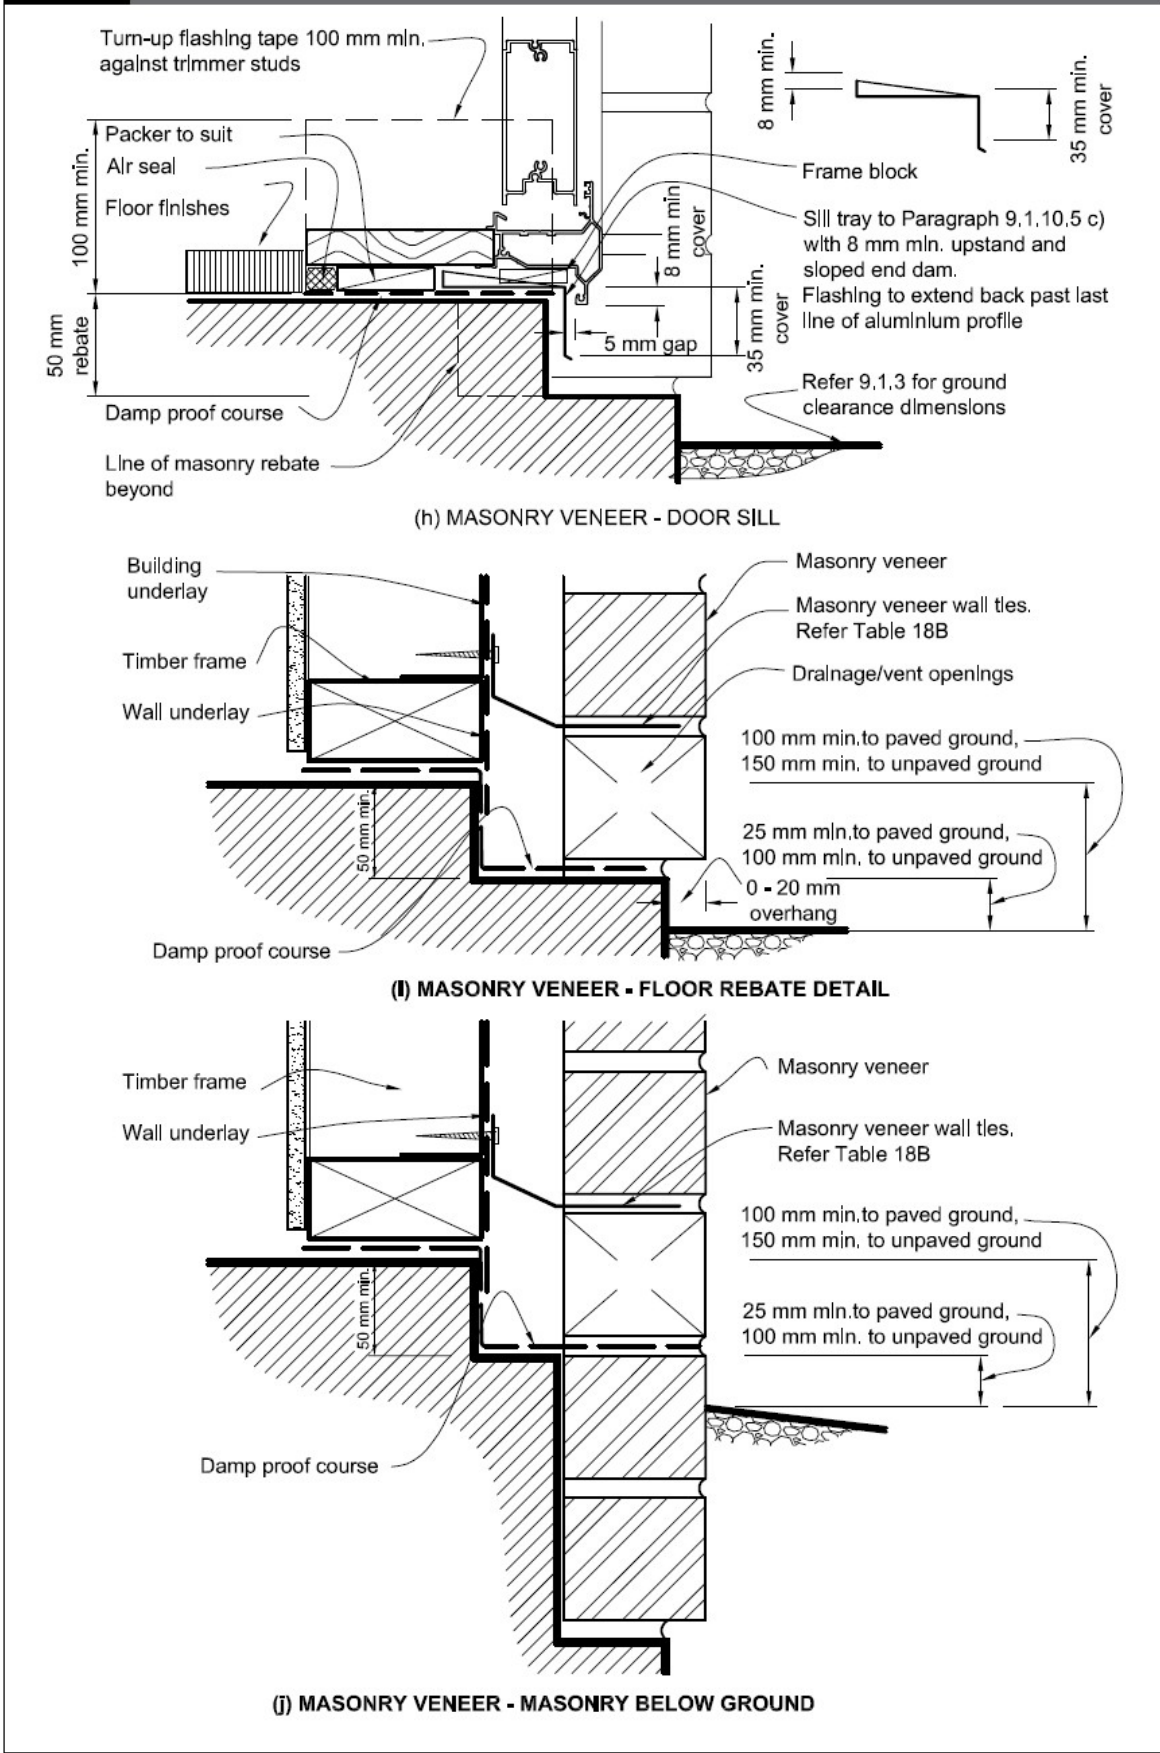 Turn-up flashing tape 100 mm min.
against trimmer studs
Packer to suit
Air seal
Floor finishes
100 mm min.
50 mm
rebate
Damp proof course
Line of masonry rebate
beyond
8 mm min.
35 mm min.
cover
Frame block
Sill tray to Paragraph 9.1.10.5 c)
with 8 mm min. upstand and
sloped end dam.
Flashing to extend back past last
line of aluminium profile
8 mm min
cover
35 mm min.
cover
5 mm gap
Refer 9.1.3 for ground
clearance dimensions
(h) MASONRY VENEER - DOOR SILL
Building
underlay
Timber frame
Wall underlay
50 mm min.
Damp proof course
Masonry veneer
Masonry veneer wall ties.
Refer Table 18B
Drainage/vent openings
100 mm min.to paved ground,
150 mm min. to unpaved ground
25 mm min.to paved ground,
100 mm min. to unpaved ground
0 - 20 mm
overhang
(i) MASONRY VENEER - FLOOR REBATE DETAIL
Timber frame
Wall underlay
50 mm min.
Damp proof course
Masonry veneer
Masonry veneer wall ties.
Refer Table 18B
100 mm min.to paved ground,
150 mm min. to unpaved ground
25 mm min.to paved ground,
100 mm min. to unpaved ground
(j) MASONRY VENEER - MASONRY BELOW GROUND